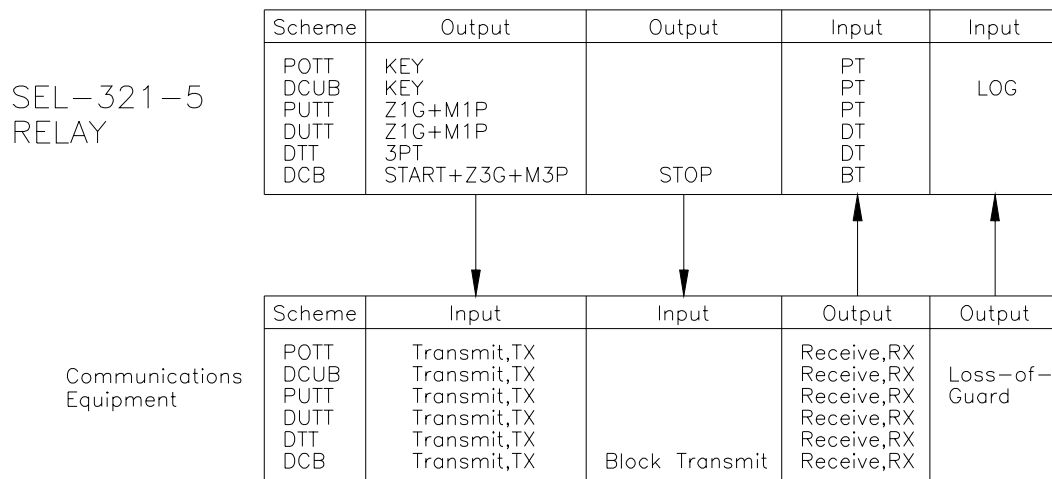 SEL-321-5
RELAY
Scheme Output Output Input Input
POTT KEY PT
DCUB KEY PT LOG
PUTT Z1G+M1P PT
DUTT Z1G+M1P DT
DTT 3PT DT
DCB START+Z3G+M3P STOP BT
Communications
Equipment
Scheme Input Input Output Output
POTT Transmit,TX Receive,RX
DCUB Transmit,TX Receive,RX Loss-of-
PUTT Transmit,TX Receive,RX Guard
DUTT Transmit,TX Receive,RX
DTT Transmit,TX Receive,RX
DCB Transmit,TX Block Transmit Receive,RX